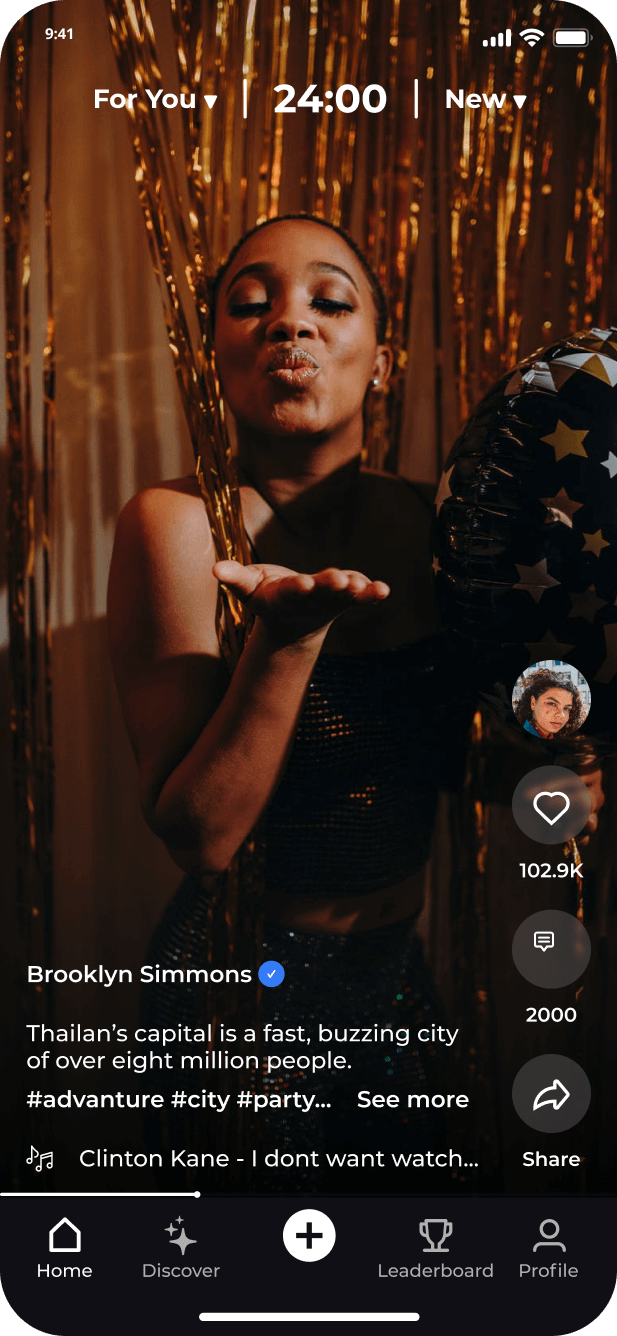 9:41
For You ▾ | 24:00 | New ▾
102.9K
Brooklyn Simmons
2000
Thailan’s capital is a fast, buzzing city
of over eight million people.
#advanture #city #party... See more
Clinton Kane - I dont want watch...
Share
Home Discover Leaderboard Profile